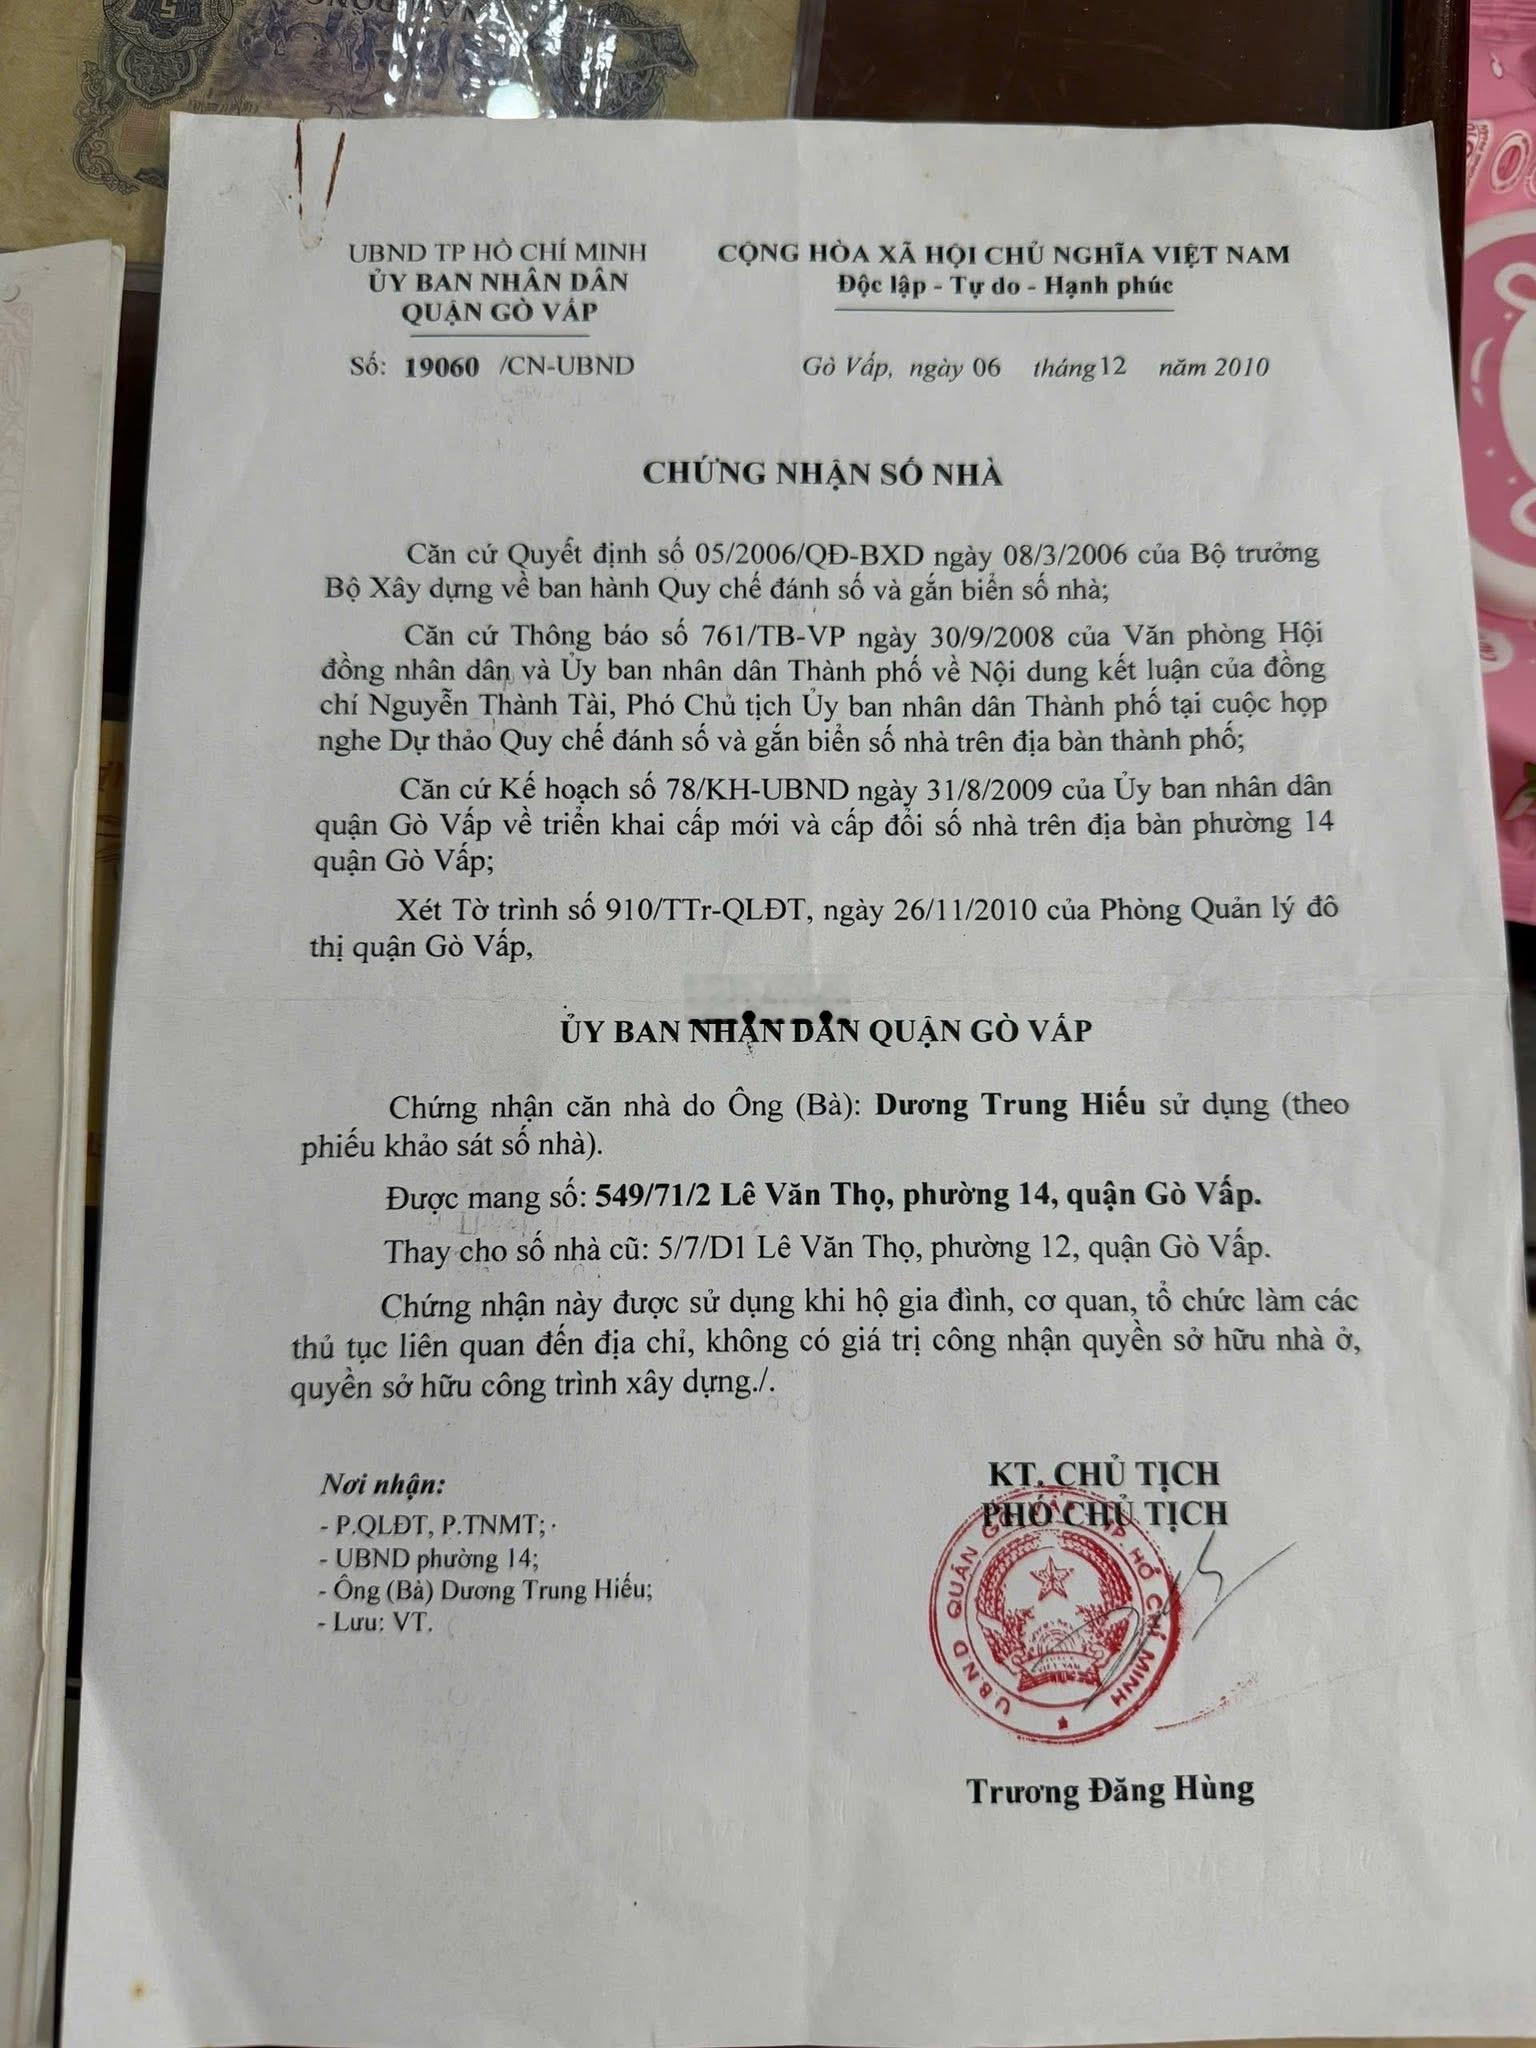 UBND TP HỒ CHÍ MINH
ỦY BAN NHÂN DÂN
QUẬN GÒ VẤP
Số: 19060 /CN-UBND
CỘNG HÒA XÃ HỘI CHỦ NGHĨA VIỆT NAM
Độc lập - Tự do - Hạnh phúc
Gò Vấp, ngày 06 tháng 12 năm 2010
CHỨNG NHẬN SỐ NHÀ
Căn cứ Quyết định số 05/2006/QĐ-BXD ngày 08/3/2006 của Bộ trưởng
Bộ Xây dựng về ban hành Quy chế đánh số và gắn biển số nhà;
Căn cứ Thông báo số 761/TB-VP ngày 30/9/2008 của Văn phòng Hội
đồng nhân dân và Ủy ban nhân dân Thành phố về Nội dung kết luận của đồng
chí Nguyễn Thành Tài, Phó Chủ tịch Ủy ban nhân dân Thành phố tại cuộc họp
nghe Dự thảo Quy chế đánh số và gắn biển số nhà trên địa bàn thành phố;
Căn cứ Kế hoạch số 78/KH-UBND ngày 31/8/2009 của Ủy ban nhân dân
quận Gò Vấp về triển khai cấp mới và cấp đổi số nhà trên địa bàn phường 14
quận Gò Vấp;
Xét Tờ trình số 910/TTr-QLĐT, ngày 26/11/2010 của Phòng Quản lý đô
thị quận Gò Vấp,
ỦY BAN NHÂN DÂN QUẬN GÒ VẤP
Chứng nhận căn nhà do Ông (Bà): Dương Trung Hiếu sử dụng (theo
phiếu khảo sát số nhà).
Được mang số: 549/71/2 Lê Văn Thọ, phường 14, quận Gò Vấp.
Thay cho số nhà cũ: 5/7/D1 Lê Văn Thọ, phường 12, quận Gò Vấp.
Chứng nhận này được sử dụng khi hộ gia đình, cơ quan, tổ chức làm các
thủ tục liên quan đến địa chỉ, không có giá trị công nhận quyền sở hữu nhà ở,
quyền sở hữu công trình xây dựng./.
Nơi nhận:
- P.QLĐT, P.TNMT;
- UBND phường 14;
- Ông (Bà) Dương Trung Hiếu;
- Lưu: VT.
KT. CHỦ TỊCH
PHÓ CHỦ TỊCH
U.B.N.D QUẬN GÒ VẤP TP. HỒ CHÍ MINH
Trương Đăng Hùng